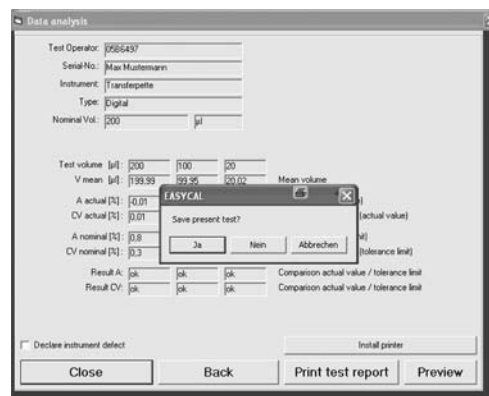 Data analysis
Test Operator: 05B6497
Serial-No.: Max Mustermann
Instrument: Transferpette
Type: Digital
Nominal Vol.: 200 µl
Test volume [µl]: 200 100 20
V mean [µl]: 199.99 99.95 20.02 Mean volume
EASYCAL
A actual [%]: -0,01
Save present test?
CV actual [%]: 0,01 (actual value)
Ja Nein Abbrechen
A nominal [%]: 0,8
CV nominal [%]: 0,3 (tolerance limit)
Result A: ok ok ok Comparison actual value / tolerance limit
Result CV: ok ok ok Comparison actual value / tolerance limit
Declare instrument defect Install printer
Close Back Print test report Preview